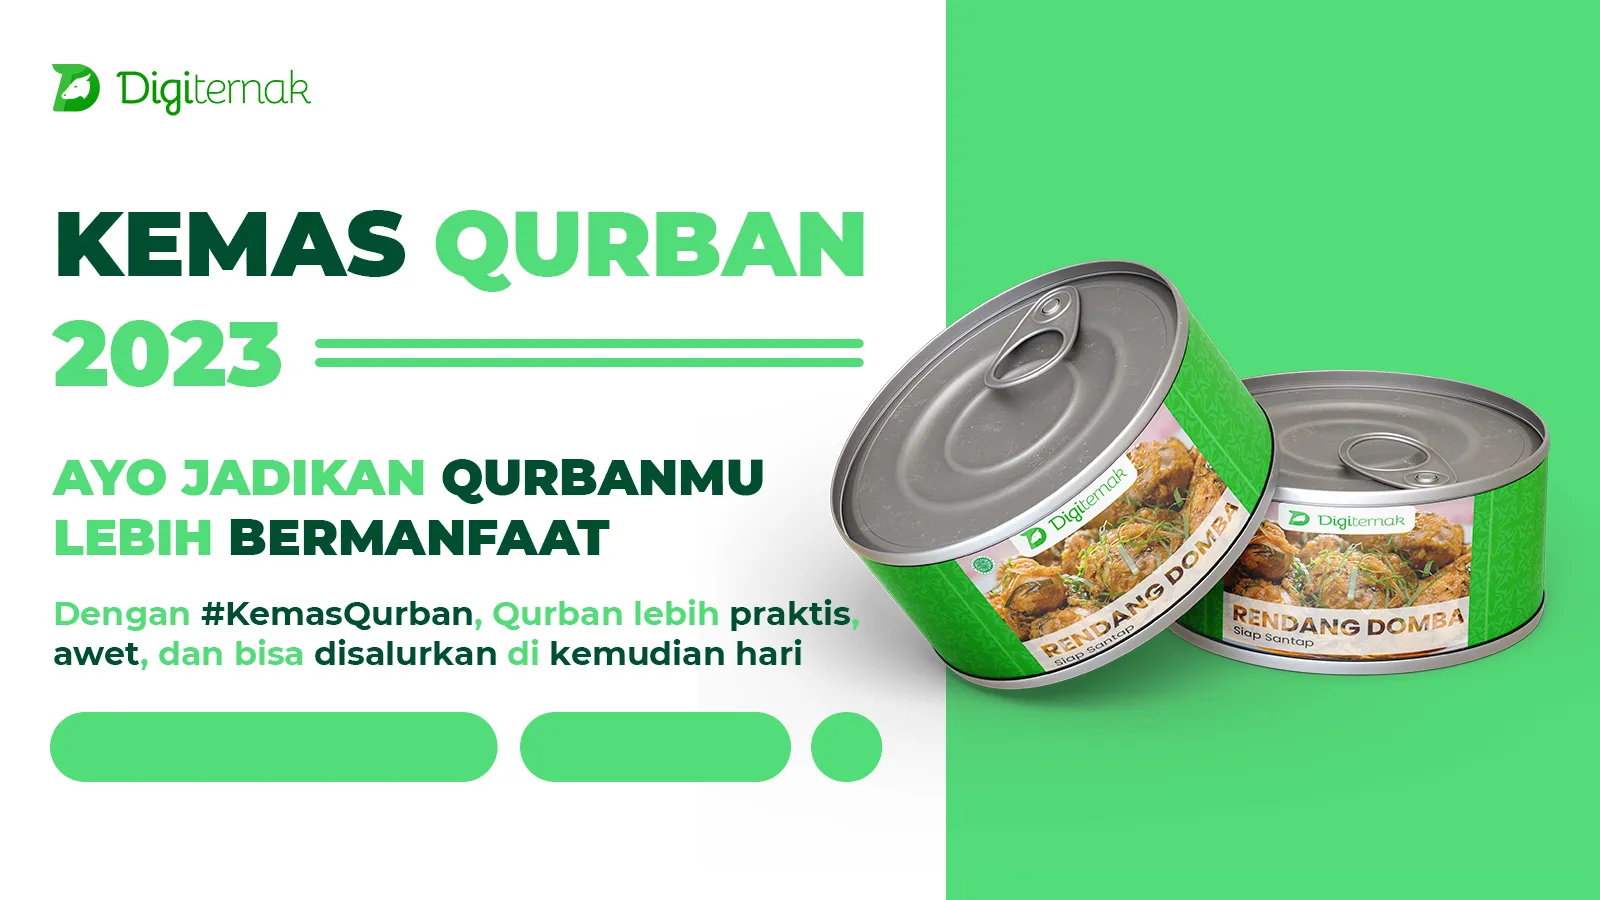 Digiternak
KEMAS QURBAN
2023
AYO JADIKAN QURBANMU
LEBIH BERMANFAAT
Dengan #KemasQurban, Qurban lebih praktis,
awet, dan bisa disalurkan di kemudian hari
Digiternak
RENDANG DOMBA
Siap Santap
Digiternak
RENDANG DOMBA
Siap Santap